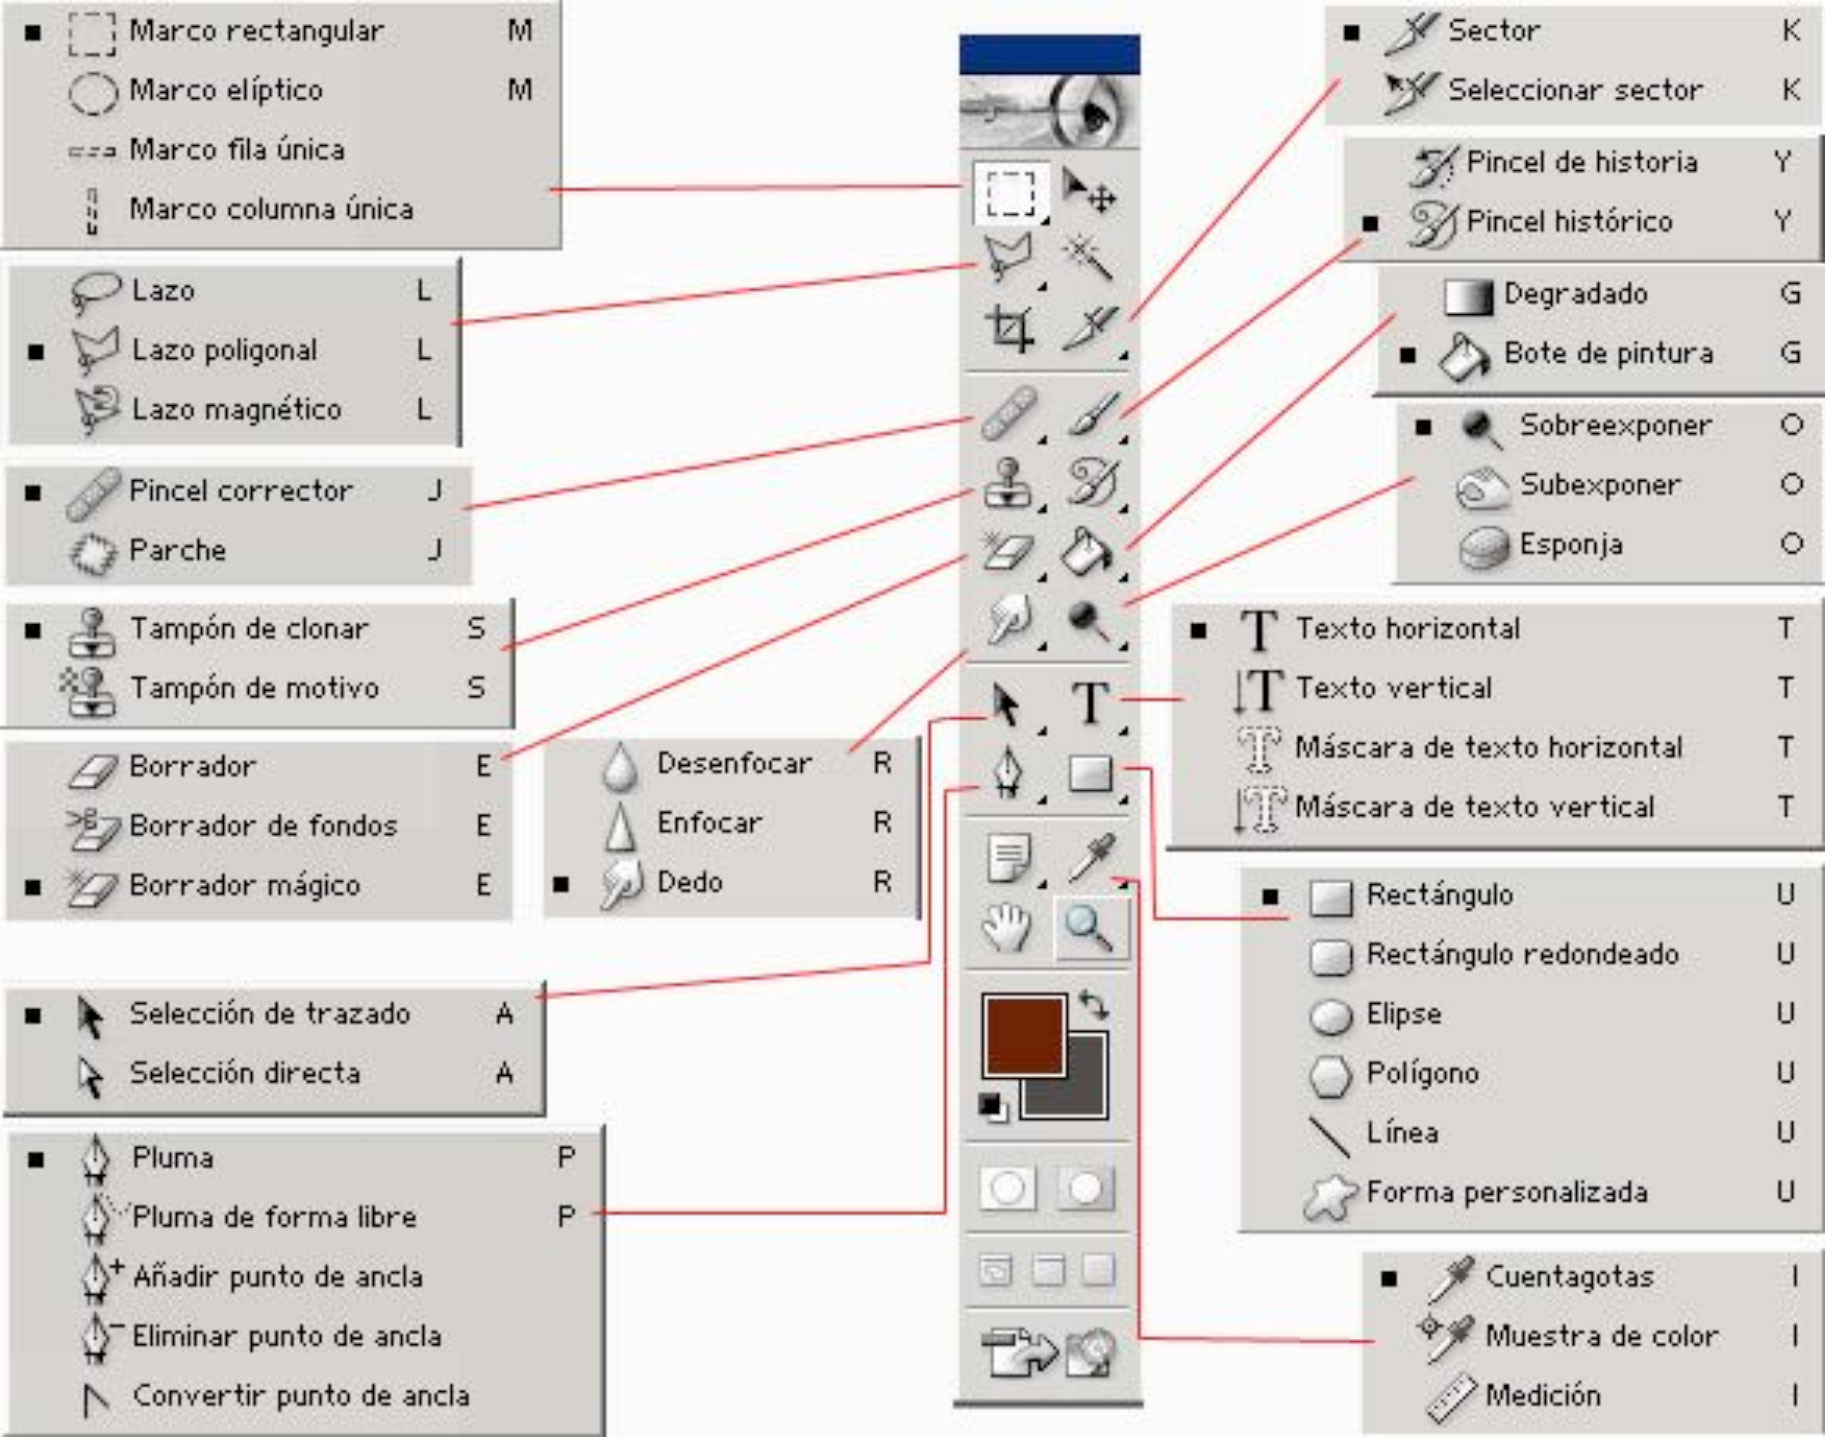 Marco rectangular M
Marco elíptico M
Marco fila única
Marco columna única
Lazo L
Lazo poligonal L
Lazo magnético L
Pincel corrector J
Parche J
Tampón de clonar S
Tampón de motivo S
Borrador E
Borrador de fondos E
Borrador mágico E
Desenfocar R
Enfocar R
Dedo R
Selección de trazado A
Selección directa A
Pluma P
Pluma de forma libre P
Añadir punto de ancla
Eliminar punto de ancla
Convertir punto de ancla
Sector K
Seleccionar sector K
Pincel de historia Y
Pincel histórico Y
Degradado G
Bote de pintura G
Sobreexponer O
Subexponer O
Esponja O
Texto horizontal T
Texto vertical T
Máscara de texto horizontal T
Máscara de texto vertical T
Rectángulo U
Rectángulo redondeado U
Elipse U
Polígono U
Línea U
Forma personalizada U
Cuentagotas I
Muestra de color I
Medición I